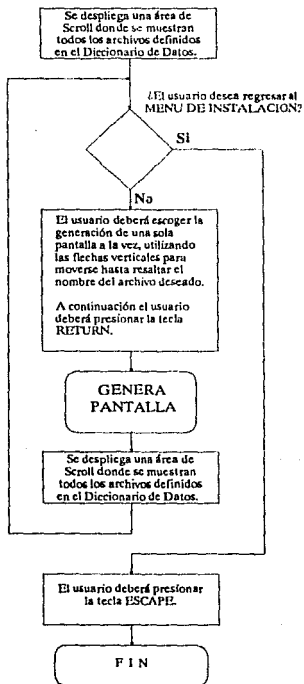 Se despliega una área de
Scroll donde se muestran
todos los archivos definidos
en el Diccionario de Datos.
¿El usuario desea regresar al
MENU DE INSTALACION?
Sì
No
El usuario deberá escoger la
generación de una sola
pantalla a la vez, utilizando
las flechas verticales para
moverse hasta resaltar el
nombre del archivo deseado.
A continuación el usuario
deberá presionar la tecla
RETURN.
GENERA
PANTALLA
Se despliega una área de
Scroll donde se muestran
todos los archivos definidos
en el Diccionario de Datos.
El usuario deberá presionar
la tecla ESCAPE.
F I N